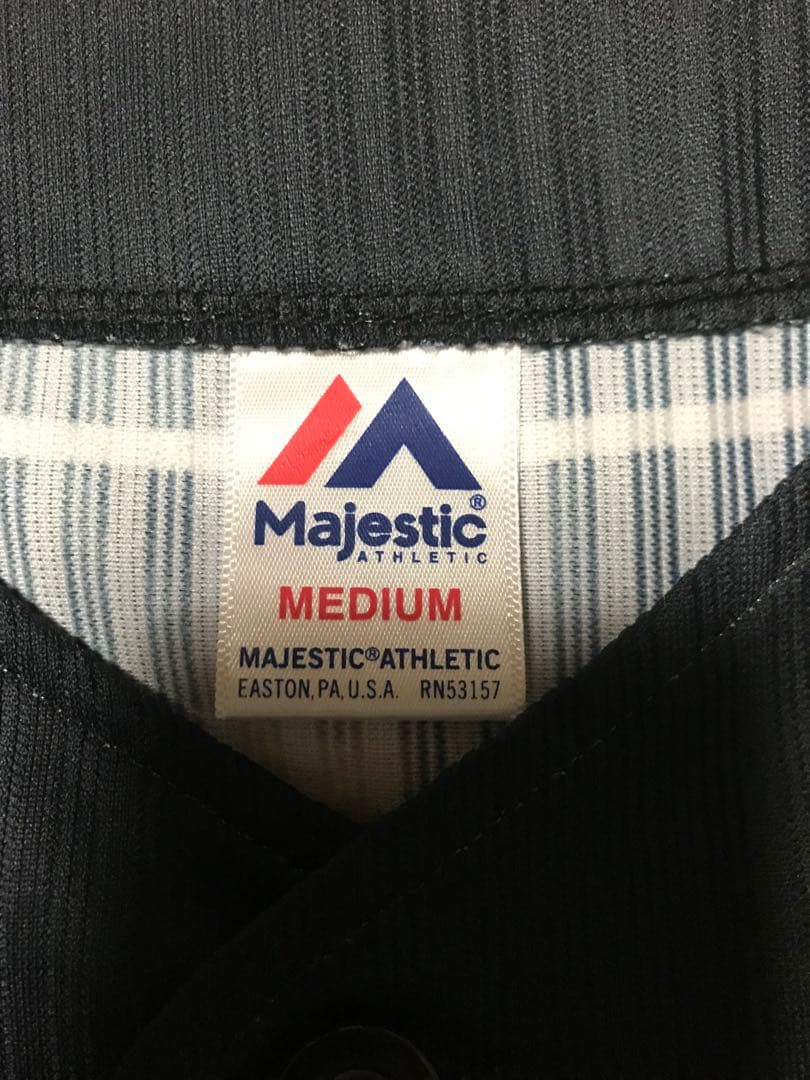 Majestic®
ATHLETIC
MEDIUM
MAJESTIC®ATHLETIC
EASTON, PA, U.S.A. RN53157